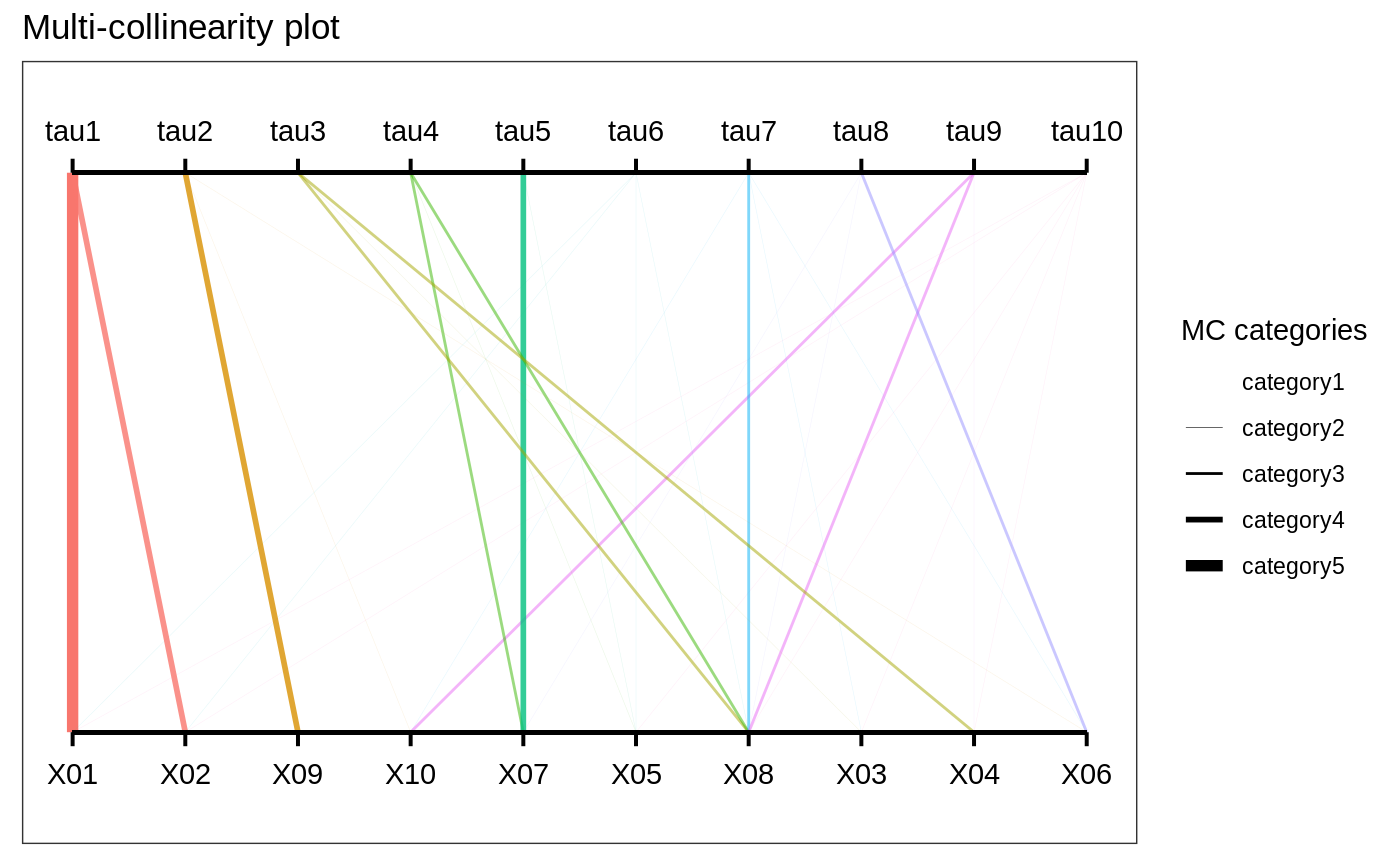 Multi-collinearity plot
tau1 tau2 tau3 tau4 tau5 tau6 tau7 tau8 tau9 tau10
X01 X02 X09 X10 X07 X05 X08 X03 X04 X06
MC categories
category1
category2
category3
category4
category5